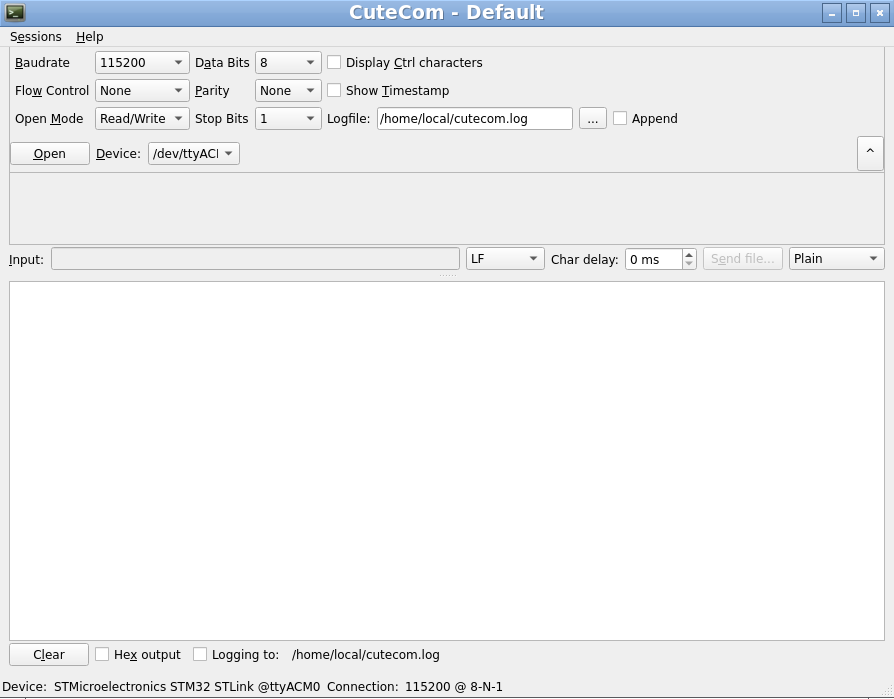 CuteCom - Default
Sessions Help
Baudrate 115200 Data Bits 8 Display Ctrl characters
Flow Control None Parity None Show Timestamp
Open Mode Read/Write Stop Bits 1 Logfile: /home/local/cutecom.log ... Append
Open Device: /dev/ttyACI
Input: LF Char delay: 0 ms Send file... Plain
Clear Hex output Logging to: /home/local/cutecom.log
Device: STMicroelectronics STM32 STLink @ttyACM0 Connection: 115200 @ 8-N-1